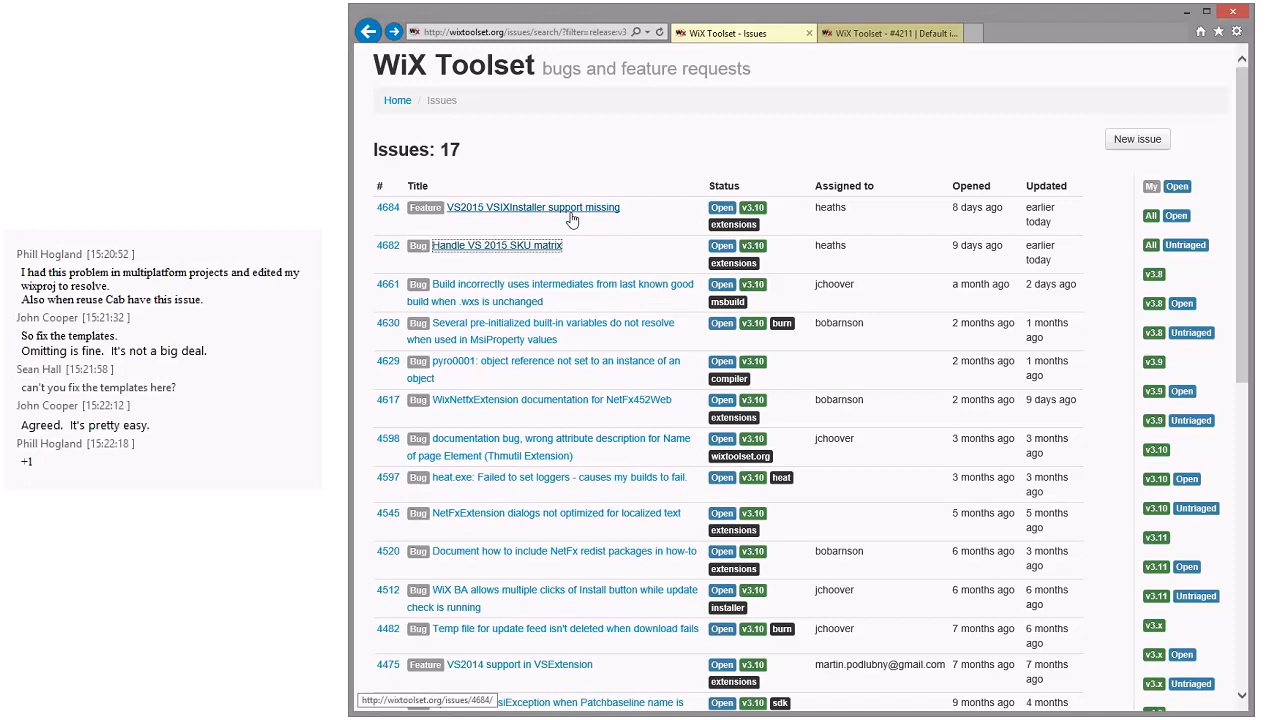 Phill Hogland [15:20:52 ]
I had this problem in multiplatform projects and edited my
wixproj to resolve.
Also when reuse Cab have this issue.
John Cooper [15:21:32 ]
So fix the templates.
Omitting is fine. It's not a big deal.
Sean Hall [15:21:58 ]
can't you fix the templates here?
John Cooper [15:22:12 ]
Agreed. It's pretty easy.
Phill Hogland [15:22:18 ]
+1
http://wixtoolset.org/issues/search/?filter=release:v3
WiX Toolset - Issues
WiX Toolset - #4211 | Default i...
WiX Toolset bugs and feature requests
Home / Issues
Issues: 17
New issue
# Title Status Assigned to Opened Updated
4684 Feature VS2015 VSIXInstaller support missing Open v3.10 heaths 8 days ago earlier
extensions today
4682 Bug Handle VS 2015 SKU matrix Open v3.10 heaths 9 days ago earlier
extensions today
4661 Bug Build incorrectly uses intermediates from last known good Open v3.10 jchoover a month ago 2 days ago
build when .wxs is unchanged msbuild
4630 Bug Several pre-initialized built-in variables do not resolve Open v3.10 burn bobarnson 2 months ago 1 months
when used in MsiProperty values ago
4629 Bug pyro0001: object reference not set to an instance of an Open v3.10 2 months ago 1 months
object compiler ago
4617 Bug WixNetfxExtension documentation for NetFx452Web Open v3.10 bobarnson 2 months ago 9 days ago
extensions
4598 Bug documentation bug, wrong attribute description for Name Open v3.10 jchoover 3 months ago 3 months
of page Element (Thmutil Extension) wixtoolset.org ago
4597 Bug heat.exe: Failed to set loggers - causes my builds to fail. Open v3.10 heat 3 months ago 3 months
ago
4545 Bug NetFxExtension dialogs not optimized for localized text Open v3.10 5 months ago 5 months
extensions ago
4520 Bug Document how to include NetFx redist packages in how-to Open v3.10 bobarnson 6 months ago 3 months
extensions ago
4512 Bug WiX BA allows multiple clicks of Install button while update Open v3.10 jchoover 6 months ago 6 months
check is running installer ago
4482 Bug Temp file for update feed isn't deleted when download fails Open v3.10 burn jchoover 7 months ago 6 months
ago
4475 Feature VS2014 support in VSExtension Open v3.10 martin.podlubny@gmail.com 7 months ago 7 months
extensions ago
siException when Patchbaseline name is Open v3.10 sdk 9 months ago 4 months
http://wixtoolset.org/issues/4684/
My Open
All Open
All Untriaged
v3.8
v3.8 Open
v3.8 Untriaged
v3.9
v3.9 Open
v3.9 Untriaged
v3.10
v3.10 Open
v3.10 Untriaged
v3.11
v3.11 Open
v3.11 Untriaged
v3.x
v3.x Open
v3.x Untriaged